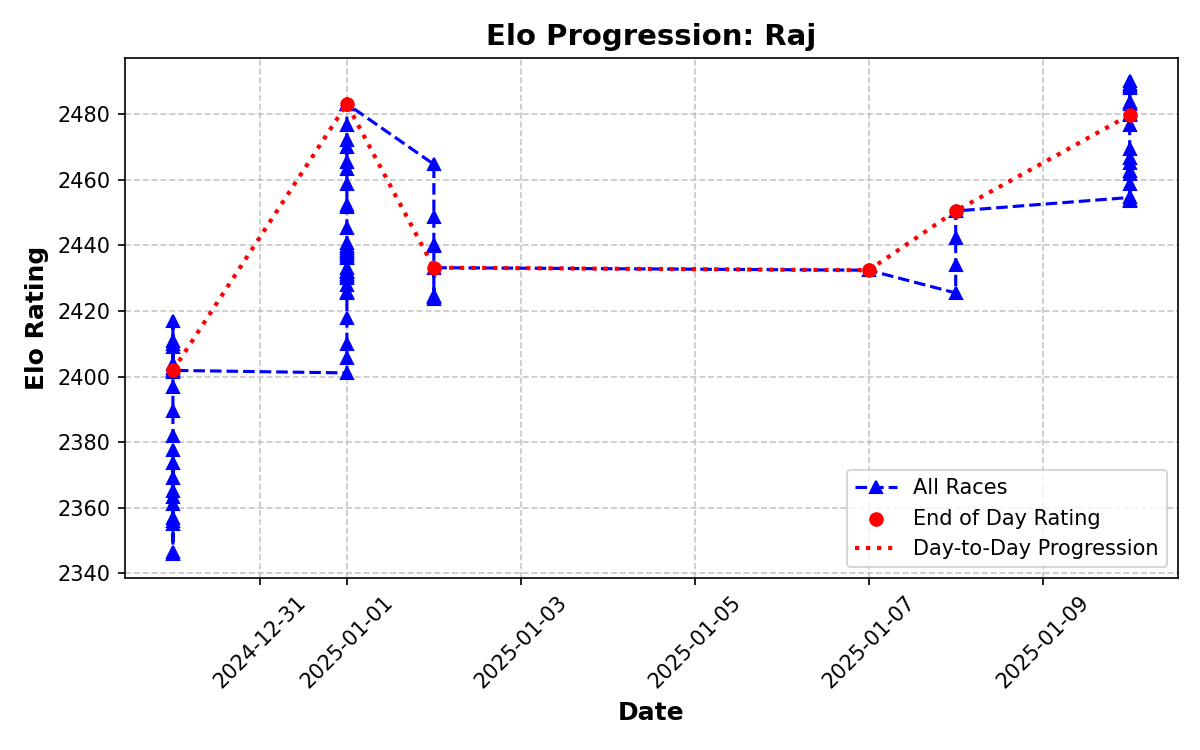 Elo Progression: Raj
Elo Rating
2480
2460
2440
2420
2400
2380
2360
2340
All Races
End of Day Rating
Day-to-Day Progression
2024-12-31
2025-01-01
2025-01-03
2025-01-05
2025-01-07
2025-01-09
Date